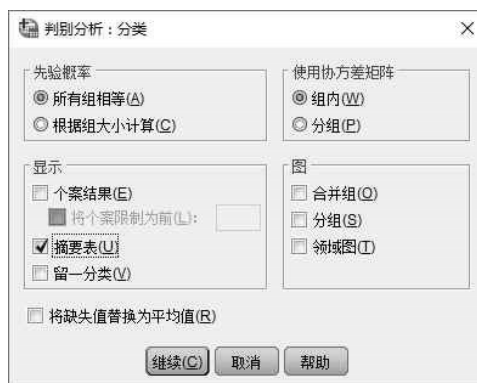 判别分析：分类
先验概率
所有组相等(A)
根据组大小计算(C)
使用协方差矩阵
组内(W)
分组(P)
显示
个案结果(E)
将个案限制为前(L):
摘要表(U)
留一分类(V)
图
合并组(O)
分组(S)
领域图(T)
将缺失值替换为平均值(R)
继续(C) 取消 帮助